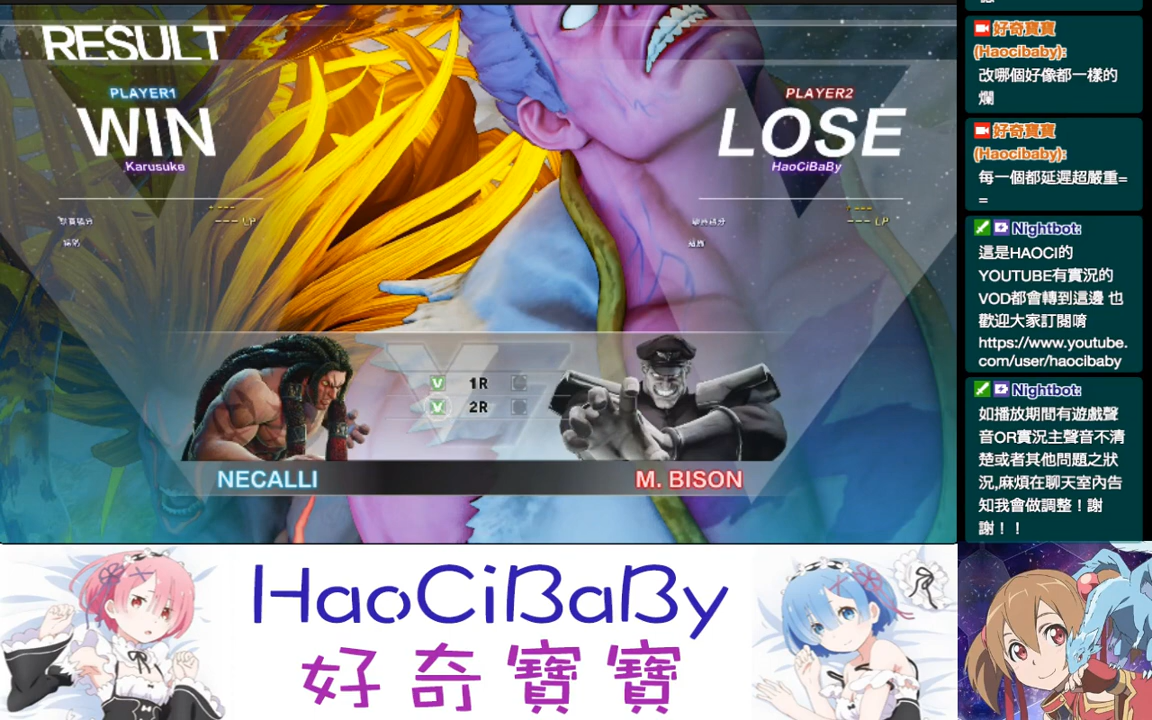 RESULT
PLAYER1
WIN
Karusuke
PLAYER2
LOSE
HaoCiBaBy
--- LP
--- LP
V 1R
V 2R
NECALLI
M. BISON
好奇寶寶
(Haocibaby):
改哪個好像都一樣的
爛
好奇寶寶
(Haocibaby):
每一個都延遲超嚴重=
=
Nightbot:
這是HAOCI的
YOUTUBE有實況的
VOD都會轉到這邊 也
歡迎大家訂閱唷
https://www.youtube.
com/user/haocibaby
Nightbot:
如播放期間有遊戲聲
音OR實況主聲音不清
楚或者其他問題之狀
況,麻煩在聊天室內告
知我會做調整！謝
謝！！
HaoCiBaBy
好奇寶寶